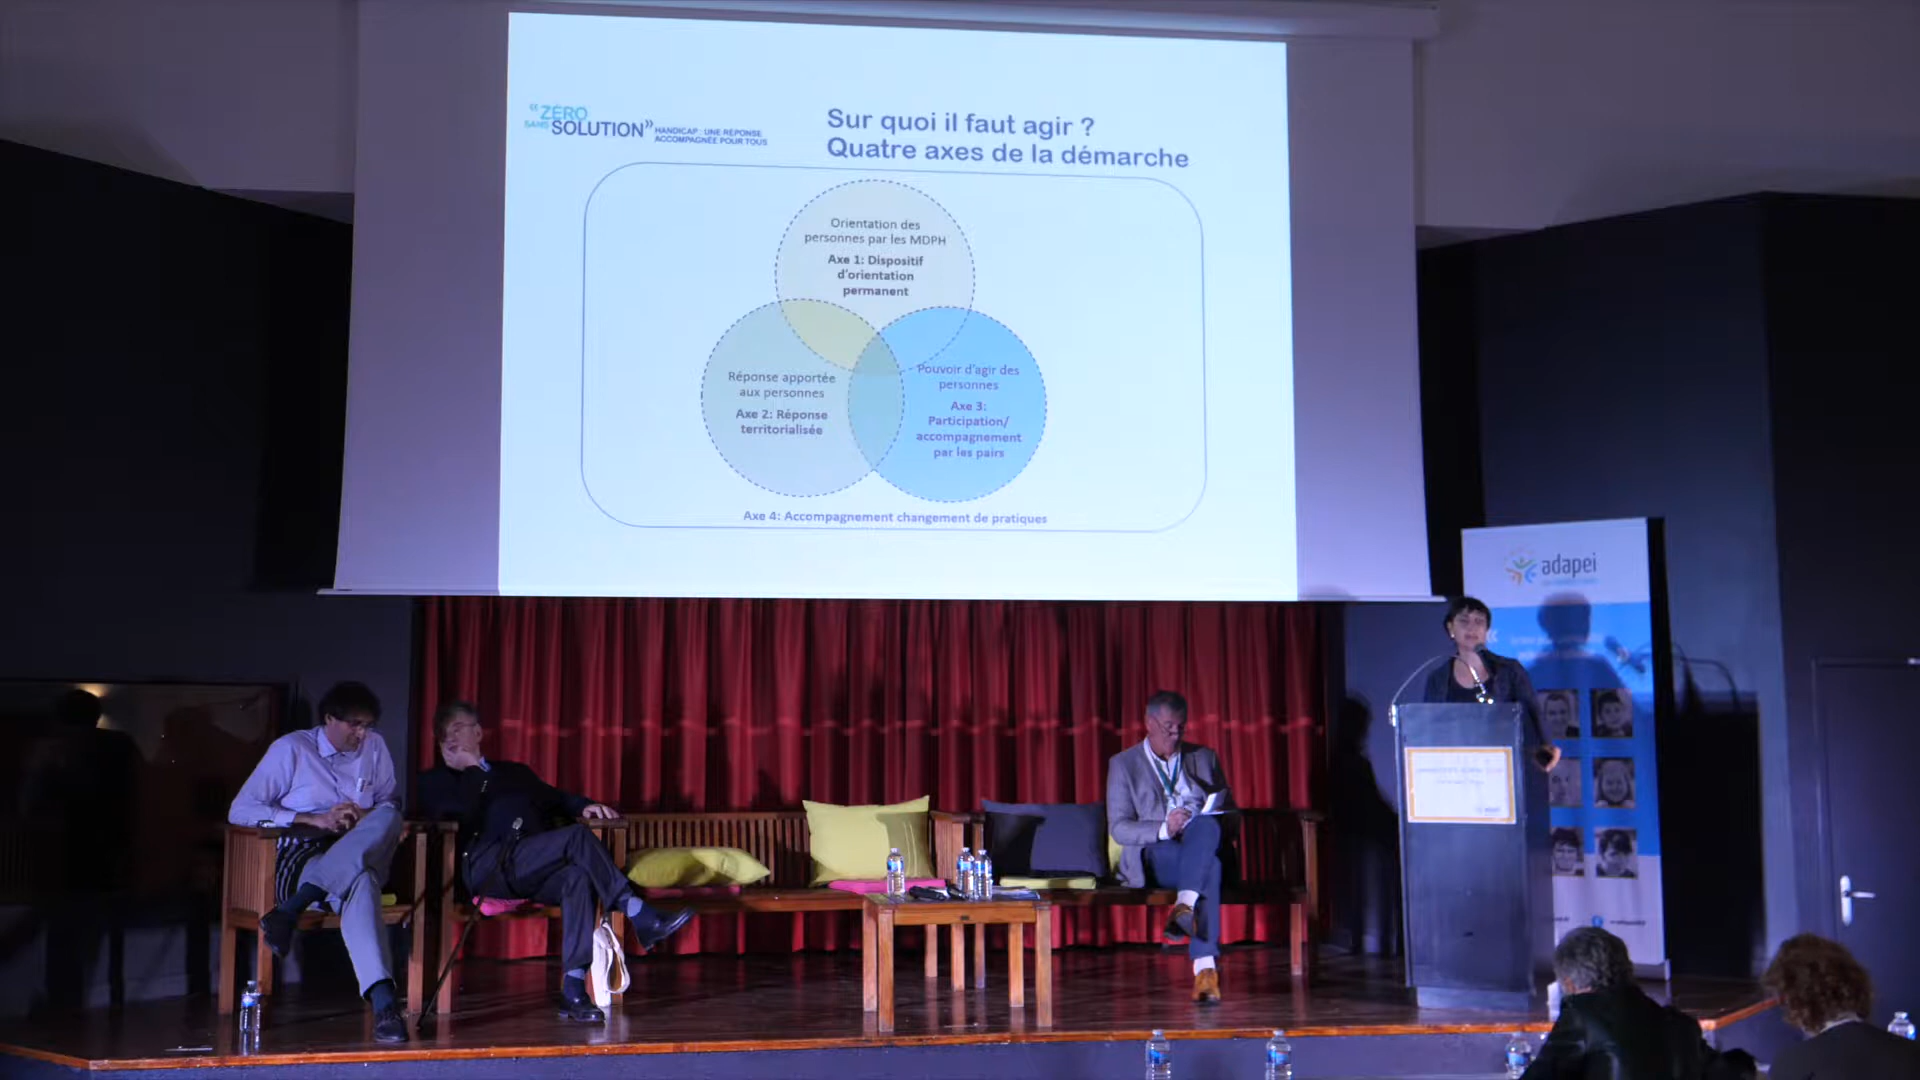 « ZÉRO
SANS SOLUTION »
HANDICAP : UNE RÉPONSE
ACCOMPAGNÉE POUR TOUS
Sur quoi il faut agir ?
Quatre axes de la démarche
Orientation des
personnes par les MDPH
Axe 1: Dispositif
d'orientation
permanent
Réponse apportée
aux personnes
Axe 2: Réponse
territorialisée
Pouvoir d'agir des
personnes
Axe 3:
Participation/
accompagnement
par les pairs
Axe 4: Accompagnement changement de pratiques
adapei